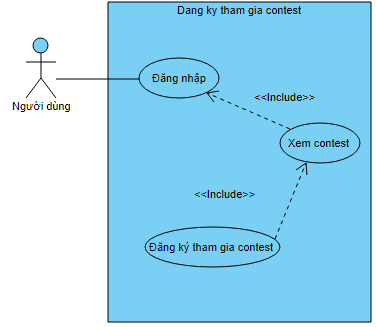 Dang ky tham gia contest
Đăng nhập
Người dùng
<<Include>>
Xem contest
<<Include>>
Đăng ký tham gia contest